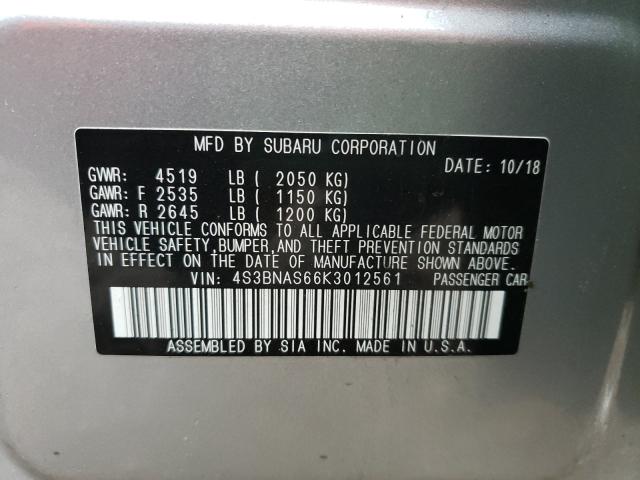 MFD BY SUBARU CORPORATION
DATE: 10/18
GVWR: 4519 LB ( 2050 KG)
GAWR: F 2535 LB ( 1150 KG)
GAWR: R 2645 LB ( 1200 KG)
THIS VEHICLE CONFORMS TO ALL APPLICABLE FEDERAL MOTOR
VEHICLE SAFETY, BUMPER, AND THEFT PREVENTION STANDARDS
IN EFFECT ON THE DATE OF MANUFACTURE SHOWN ABOVE.
VIN: 4S3BNAS66K3012561 PASSENGER CAR
ASSEMBLED BY SIA INC. MADE IN U.S.A.